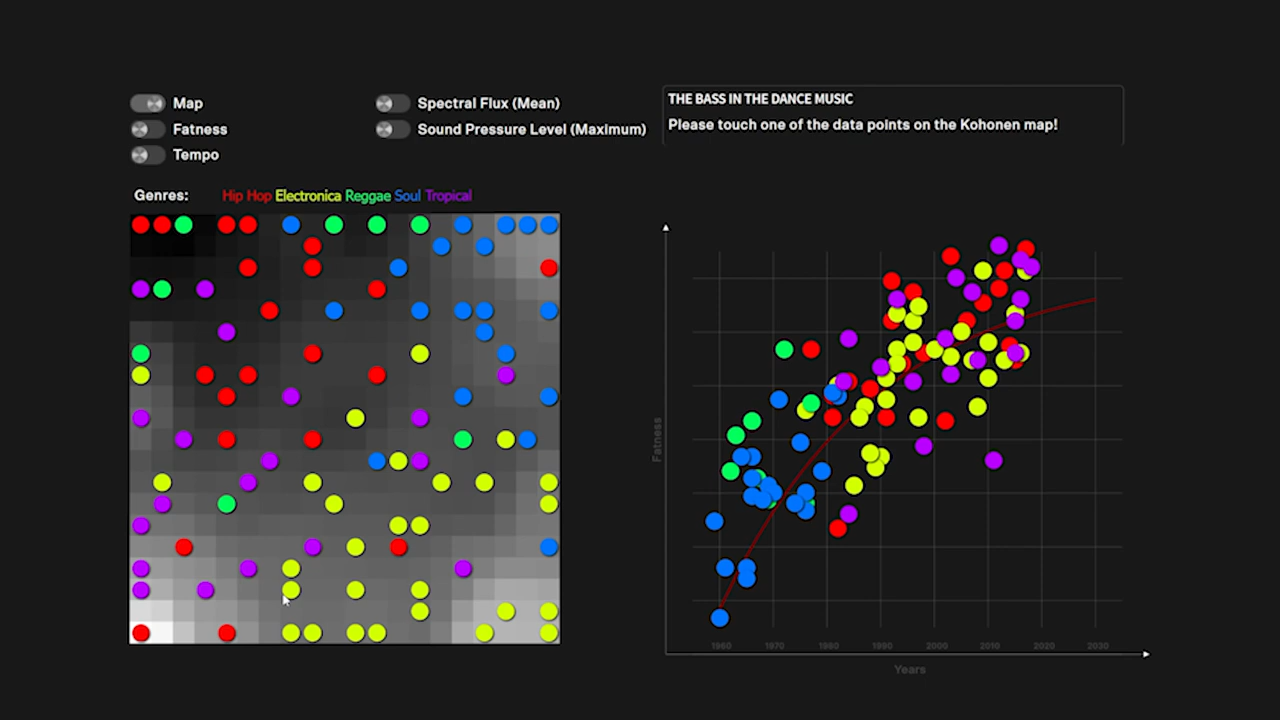 Map
Fatness
Tempo
Spectral Flux (Mean)
Sound Pressure Level (Maximum)
THE BASS IN THE DANCE MUSIC
Please touch one of the data points on the Kohonen map!
Genres: Hip Hop Electronica Reggae Soul Tropical
Fatness
1960 1970 1980 1990 2000 2010 2020 2030
Years